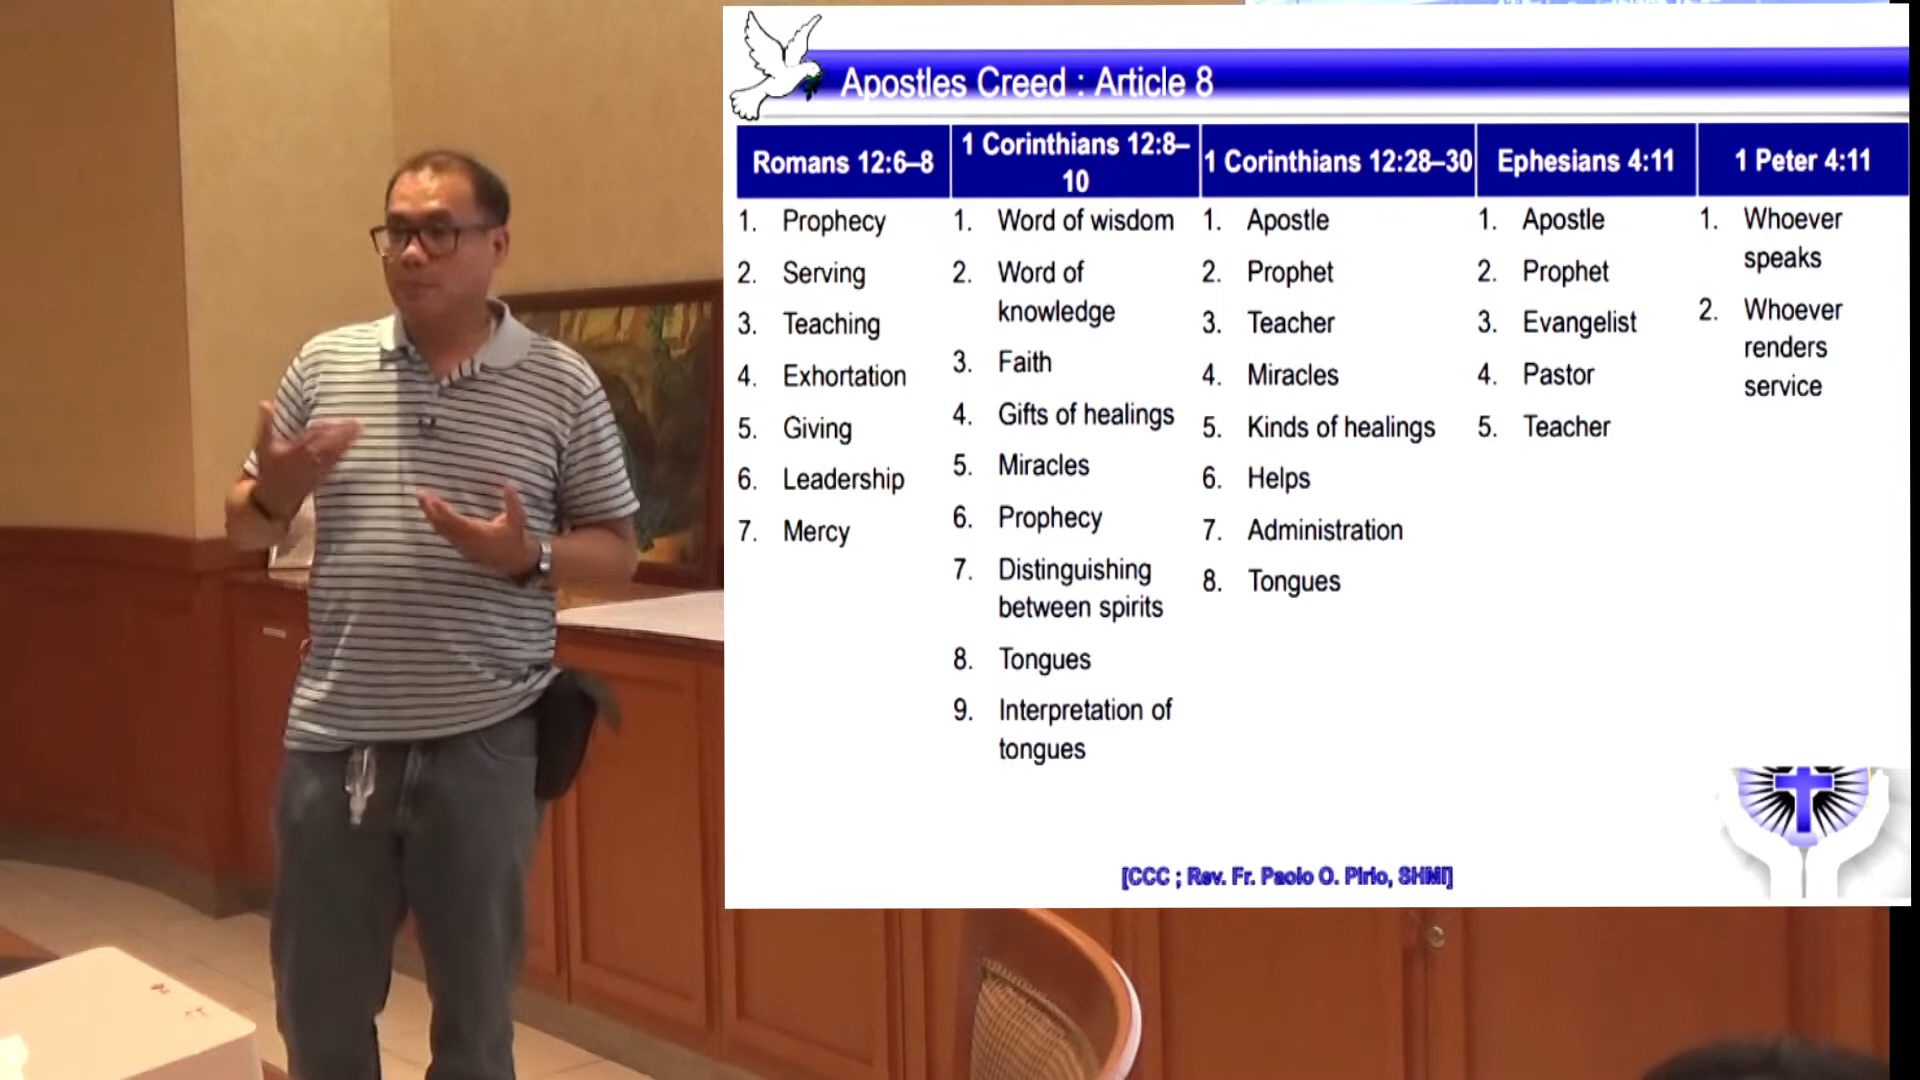 Apostles Creed : Article 8
Romans 12:6–8
1 Corinthians 12:8–
10
1 Corinthians 12:28–30
Ephesians 4:11
1 Peter 4:11
1. Prophecy
2. Serving
3. Teaching
4. Exhortation
5. Giving
6. Leadership
7. Mercy
1. Word of wisdom
2. Word of
knowledge
3. Faith
4. Gifts of healings
5. Miracles
6. Prophecy
7. Distinguishing
between spirits
8. Tongues
9. Interpretation of
tongues
1. Apostle
2. Prophet
3. Teacher
4. Miracles
5. Kinds of healings
6. Helps
7. Administration
8. Tongues
1. Apostle
2. Prophet
3. Evangelist
4. Pastor
5. Teacher
1. Whoever
speaks
2. Whoever
renders
service
[CCC ; Rev. Fr. Paolo O. Pirlo, SHMI]